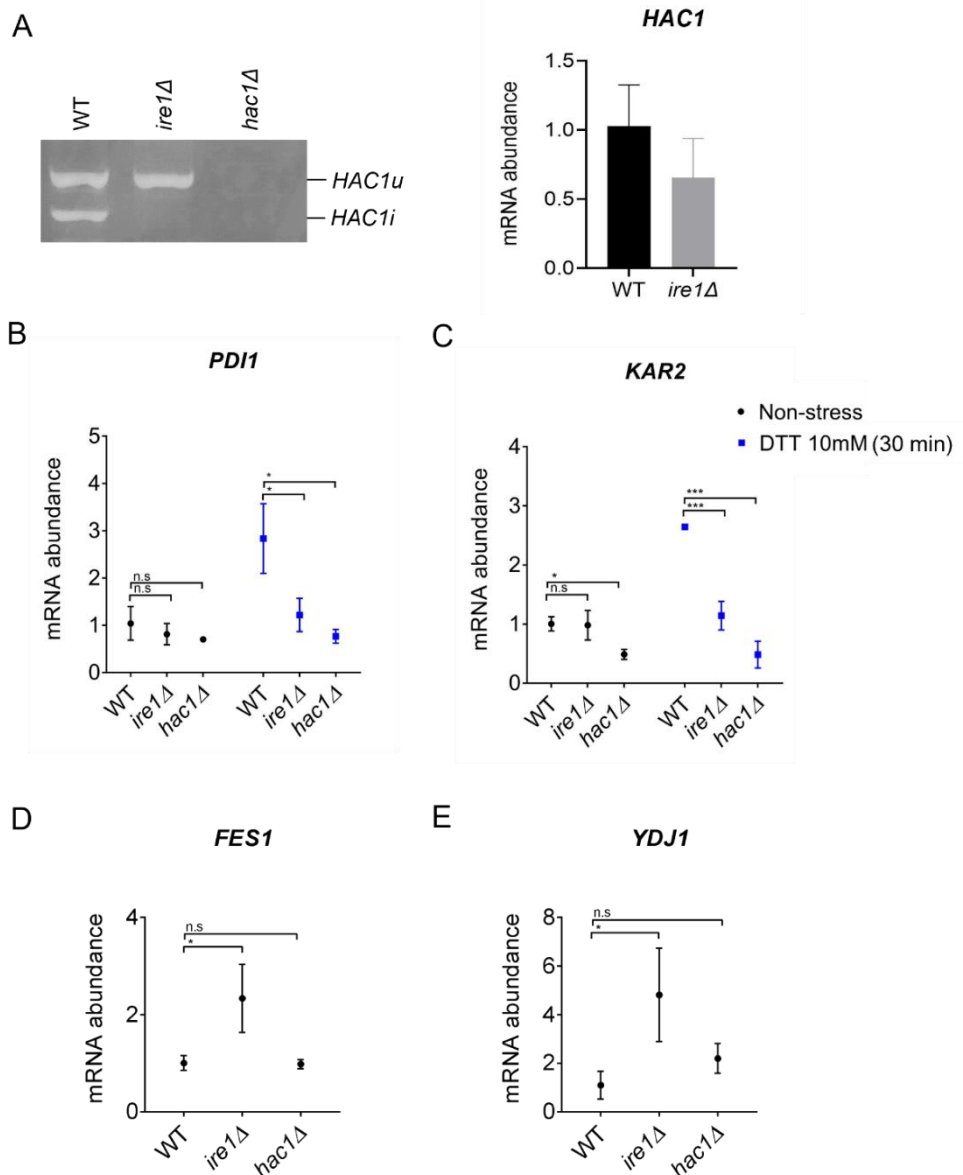 A
WT
ire1Δ
hac1Δ
HAC1u
HAC1i
HAC1
mRNA abundance
1.5
1.0
0.5
0.0
WT
ire1Δ
B
PDI1
mRNA abundance
5
4
3
2
1
0
n.s
n.s
*
*
WT
ire1Δ
hac1Δ
WT
ire1Δ
hac1Δ
C
KAR2
Non-stress
DTT 10mM (30 min)
mRNA abundance
4
3
2
1
0
*
n.s
***
***
WT
ire1Δ
hac1Δ
WT
ire1Δ
hac1Δ
D
FES1
mRNA abundance
4
2
0
n.s
*
WT
ire1Δ
hac1Δ
E
YDJ1
mRNA abundance
8
6
4
2
0
n.s
*
WT
ire1Δ
hac1Δ